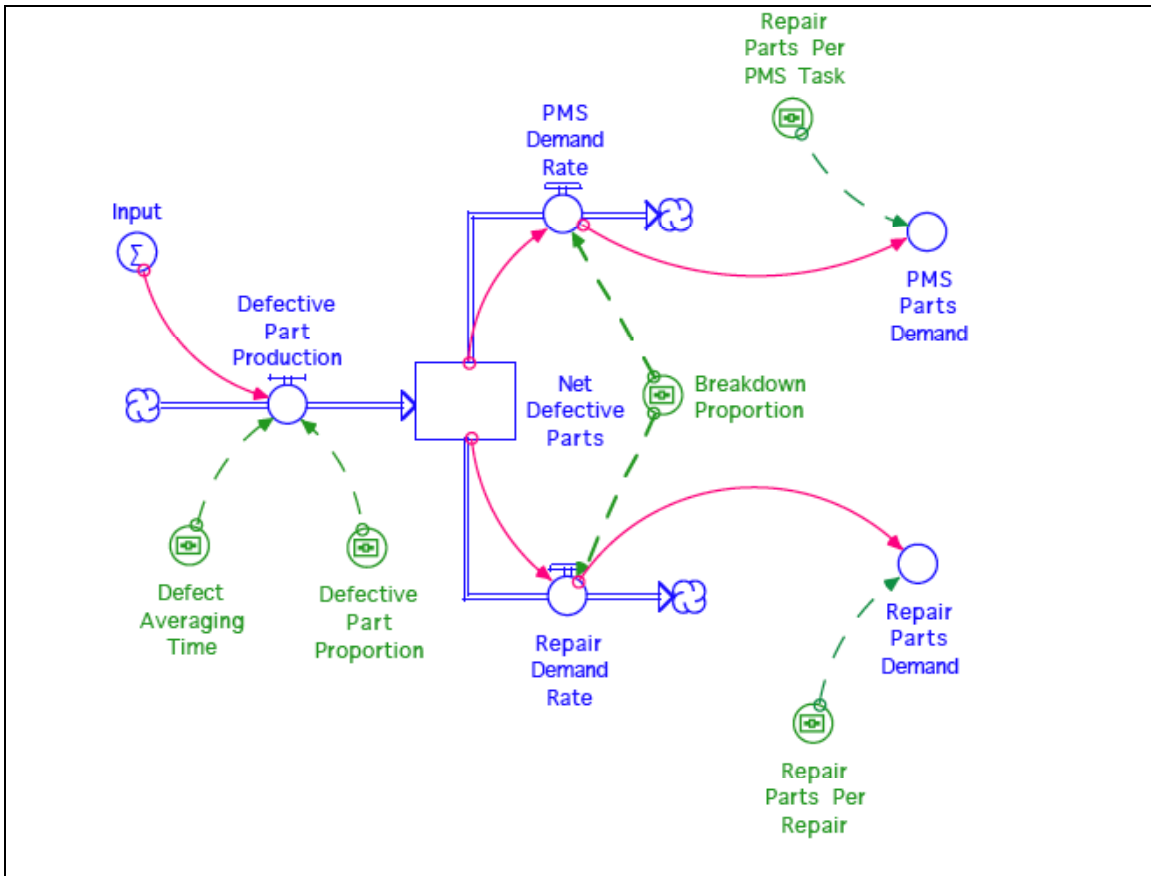 Repair
Parts Per
PMS Task
PMS
Demand
Rate
Input
Σ
PMS
Parts
Demand
Defective
Part
Production
Net
Defective
Parts
Breakdown
Proportion
Defect
Averaging
Time
Defective
Part
Proportion
Repair
Demand
Rate
Repair
Parts
Demand
Repair
Parts Per
Repair